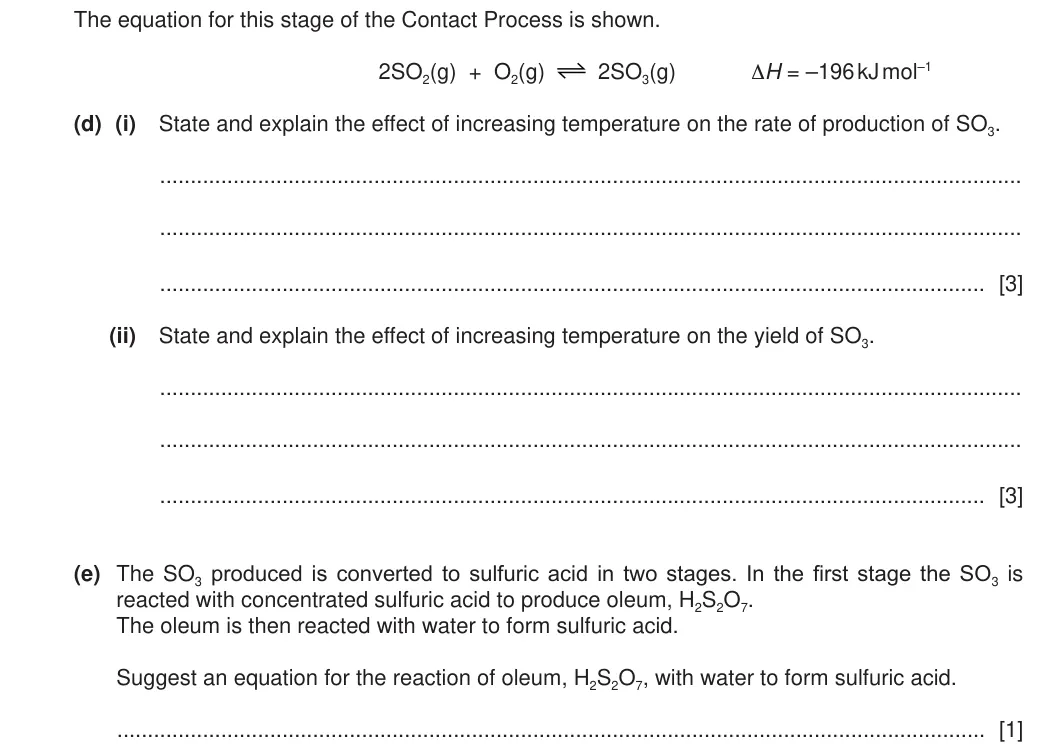 The equation for this stage of the Contact Process is shown.
2SO₂(g) + O₂(g) ⇌ 2SO₃(g) ΔH = –196 kJ mol⁻¹
(d) (i) State and explain the effect of increasing temperature on the rate of production of SO₃.
..............................................................................................................................................
..............................................................................................................................................
........................................................................................................................................ [3]
(ii) State and explain the effect of increasing temperature on the yield of SO₃.
..............................................................................................................................................
..............................................................................................................................................
........................................................................................................................................ [3]
(e) The SO₃ produced is converted to sulfuric acid in two stages. In the first stage the SO₃ is
reacted with concentrated sulfuric acid to produce oleum, H₂S₂O₇.
The oleum is then reacted with water to form sulfuric acid.
Suggest an equation for the reaction of oleum, H₂S₂O₇, with water to form sulfuric acid.
............................................................................................................................................... [1]